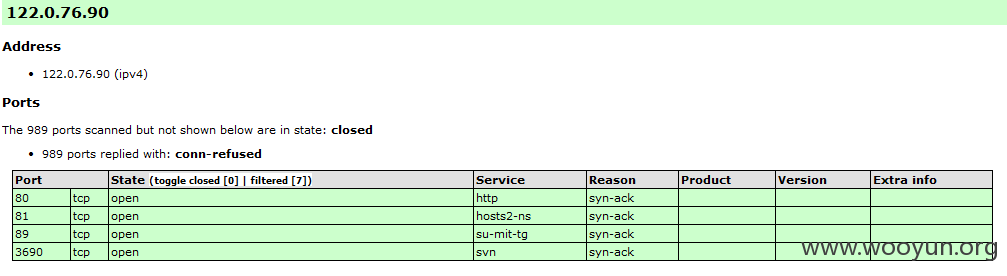 122.0.76.90
Address
122.0.76.90 (ipv4)
Ports
The 989 ports scanned but not shown below are in state: closed
989 ports replied with: conn-refused
Port State (toggle closed [0] | filtered [7]) Service Reason Product Version Extra info
80 tcp open http syn-ack
81 tcp open hosts2-ns syn-ack
89 tcp open su-mit-tg syn-ack
3690 tcp open svn syn-ack
www.wooyun.org